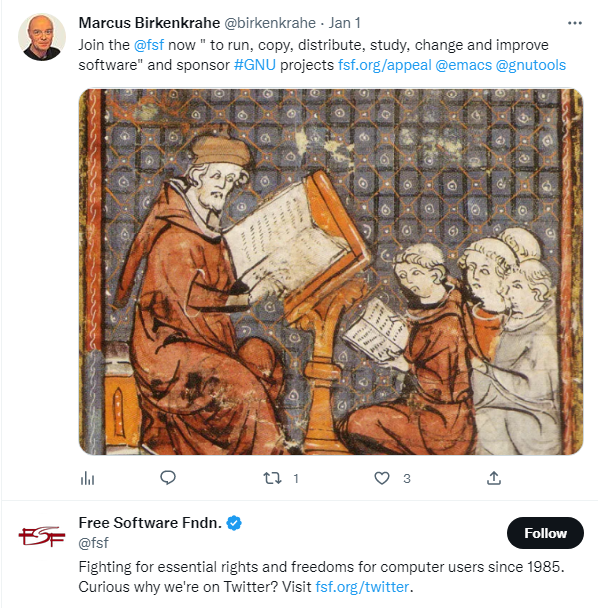 Marcus Birkenkrahe @birkenkrahe · Jan 1
Join the @fsf now " to run, copy, distribute, study, change and improve
software" and sponsor #GNU projects fsf.org/appeal @emacs @gnutools
1 3
FSF
Free Software Fndn.
@fsf
Follow
Fighting for essential rights and freedoms for computer users since 1985.
Curious why we're on Twitter? Visit fsf.org/twitter.